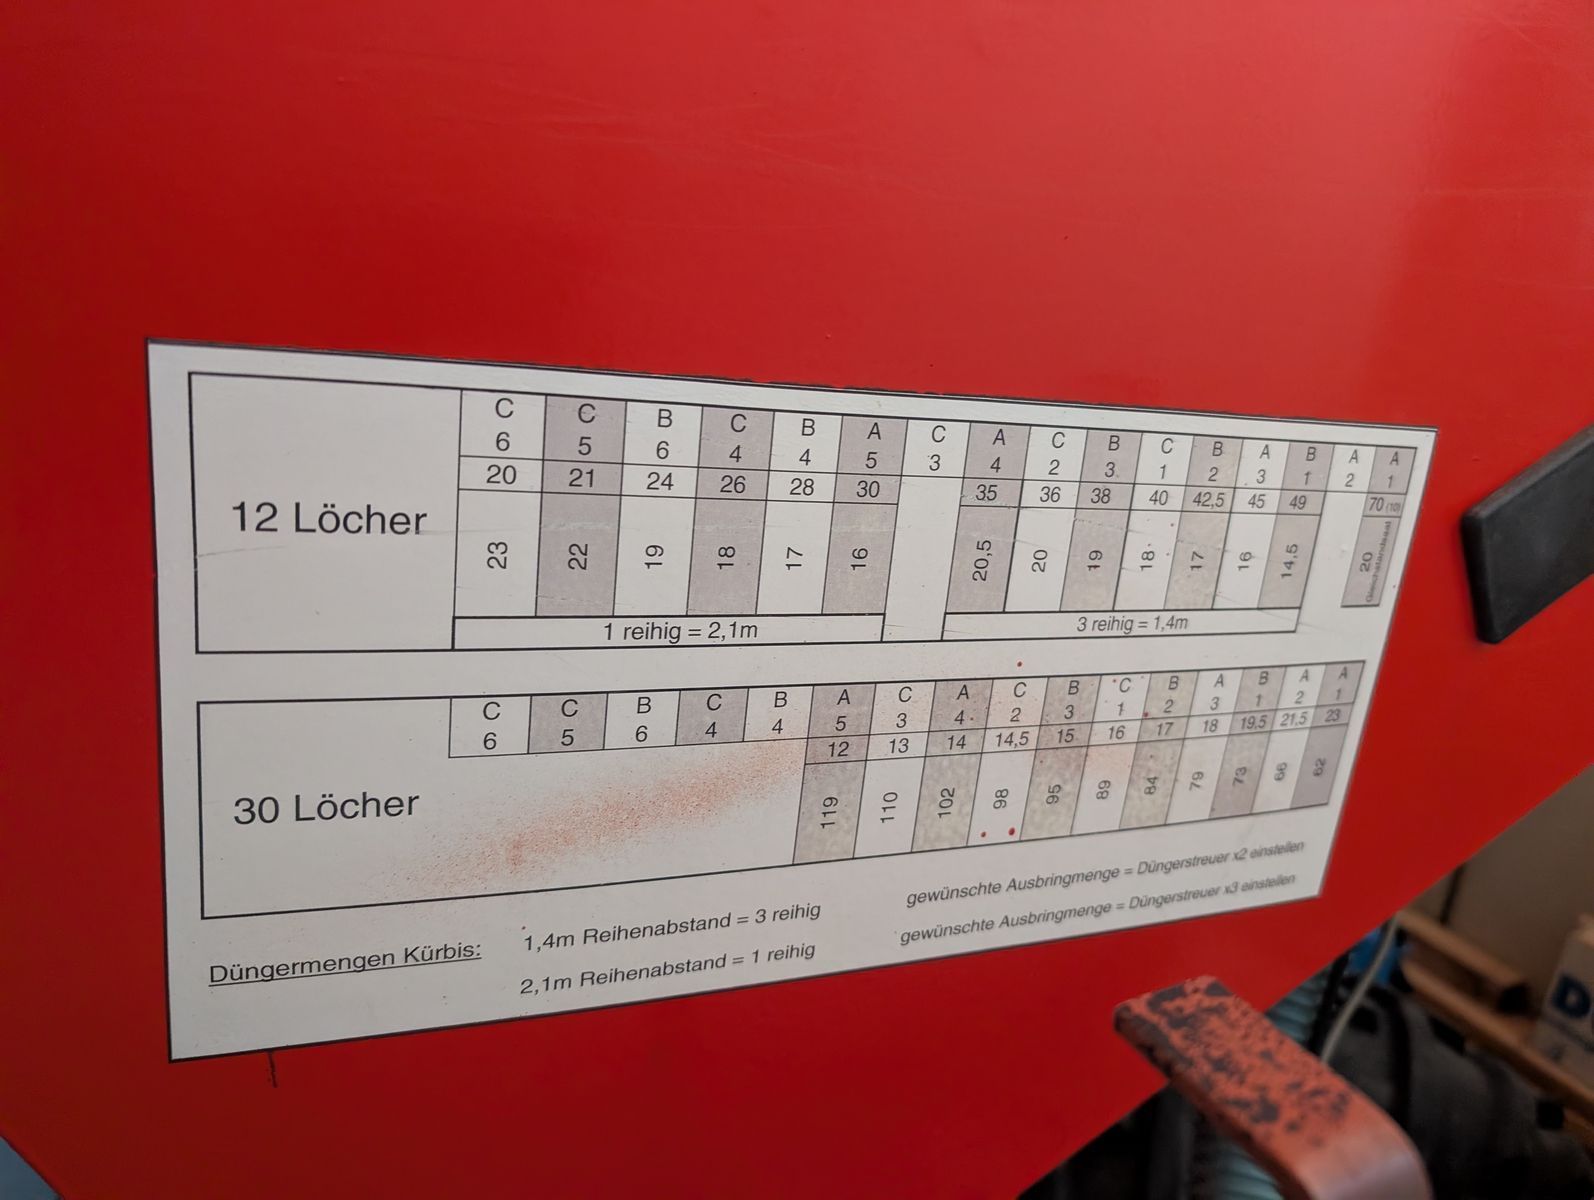 C C B C B A C A C B C B A B A A
6 5 6 4 4 5 3 4 2 3 1 2 3 1 2 1
12 Löcher
20 21 24 26 28 30 35 36 38 40 42,5 45 49 70 (10)
23 22 19 18 17 16 20,5 20 19 18 17 16 14,5 20 Gleichstandsaat
1 reihig = 2,1m
3 reihig = 1,4m
C C B C B A C A C B C B A B A A
6 5 6 4 4 5 3 4 2 3 1 2 3 1 2 1
12 13 14 14,5 15 16 17 18 19,5 21,5 23
30 Löcher
119 110 102 98 95 89 84 79 73 66 62
Düngermengen Kürbis:
1,4m Reihenabstand = 3 reihig gewünschte Ausbringmenge = Düngerstreuer x2 einstellen
2,1m Reihenabstand = 1 reihig gewünschte Ausbringmenge = Düngerstreuer x3 einstellen
D